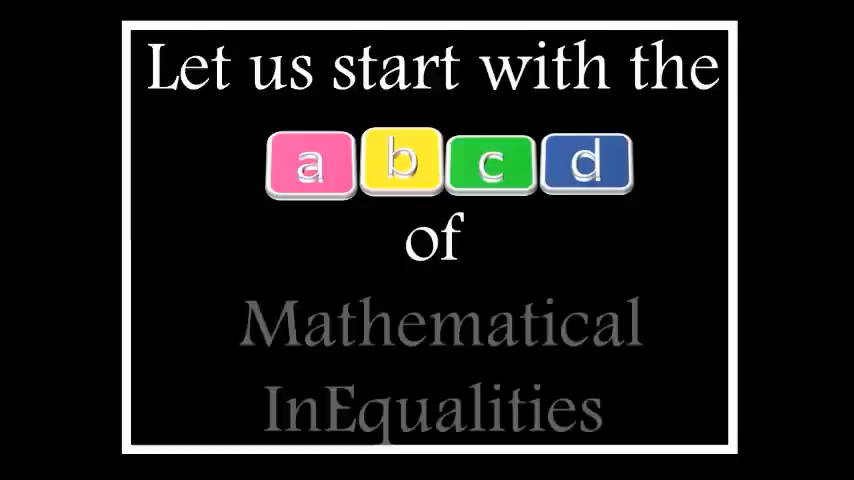 Let us start with the
a b c d
of
Mathematical
InEqualities